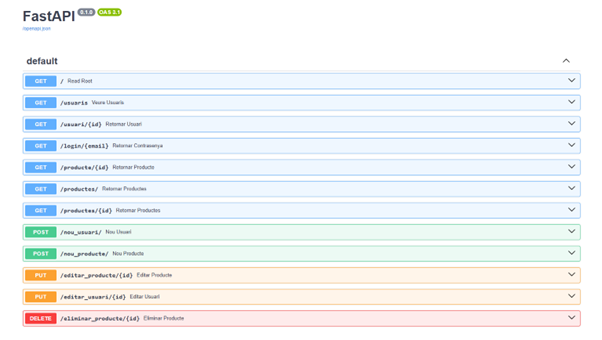 FastAPI 0.1.0 OAS 3.1
/openapi.json
default
GET / Read Root
GET /usuaris Veure Usuaris
GET /usuari/{id} Retornar Usuari
GET /login/{email} Retornar Contrasenya
GET /producte/{id} Retornar Producte
GET /productes/ Retornar Productes
GET /productes/{id} Retornar Productes
POST /nou_usuari/ Nou Usuari
POST /nou_producte/ Nou Producte
PUT /editar_producte/{id} Editar Producte
PUT /editar_usuari/{id} Editar Usuari
DELETE /eliminar_producte/{id} Eliminar Producte